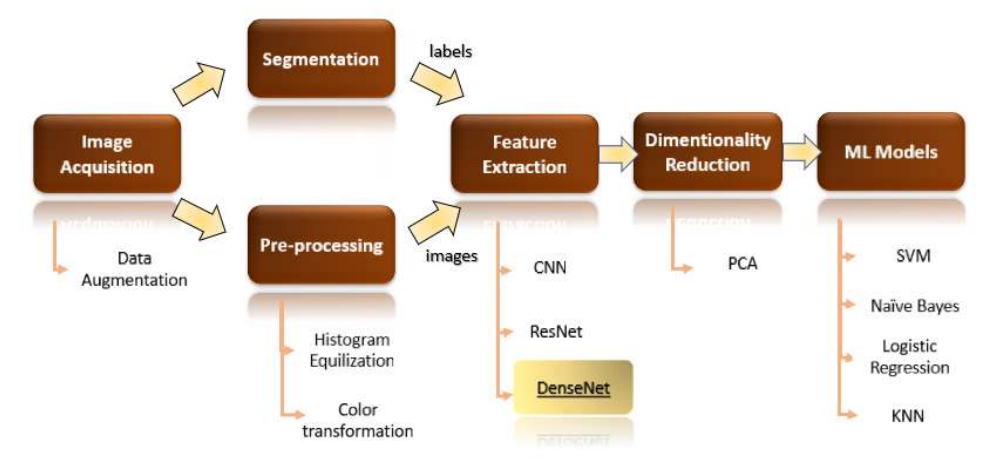 Segmentation
labels
Image
Acquisition
Feature
Extraction
Dimentionality
Reduction
ML Models
Pre-processing
images
Data
Augmentation
Histogram
Equilization
Color
transformation
CNN
ResNet
DenseNet
PCA
SVM
Naïve Bayes
Logistic
Regression
KNN